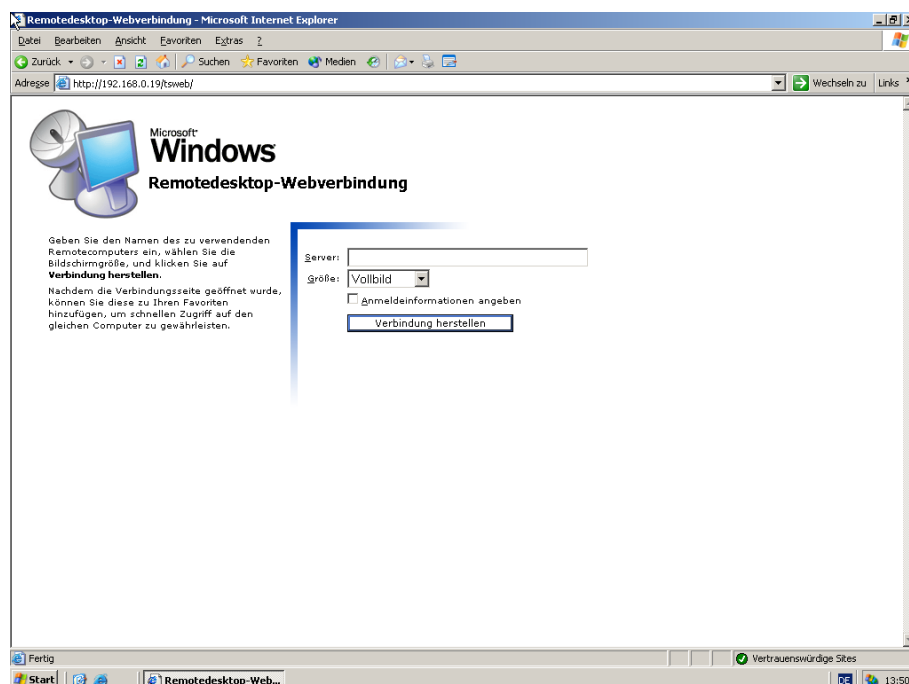 Remotedesktop-Webverbindung - Microsoft Internet Explorer
Datei Bearbeiten Ansicht Favoriten Extras ?
Zurück Suchen Favoriten Medien
Adresse http://192.168.0.19/tsweb/ Wechseln zu Links
Microsoft
Windows
Remotedesktop-Webverbindung
Geben Sie den Namen des zu verwendenden
Remotecomputers ein, wählen Sie die
Bildschirmgröße, und klicken Sie auf
Verbindung herstellen.
Nachdem die Verbindungsseite geöffnet wurde,
können Sie diese zu Ihren Favoriten
hinzufügen, um schnellen Zugriff auf den
gleichen Computer zu gewährleisten.
Server:
Größe: Vollbild
Anmeldeinformationen angeben
Verbindung herstellen
Fertig Vertrauenswürdige Sites
Start Remotedesktop-Web... DE 13:50